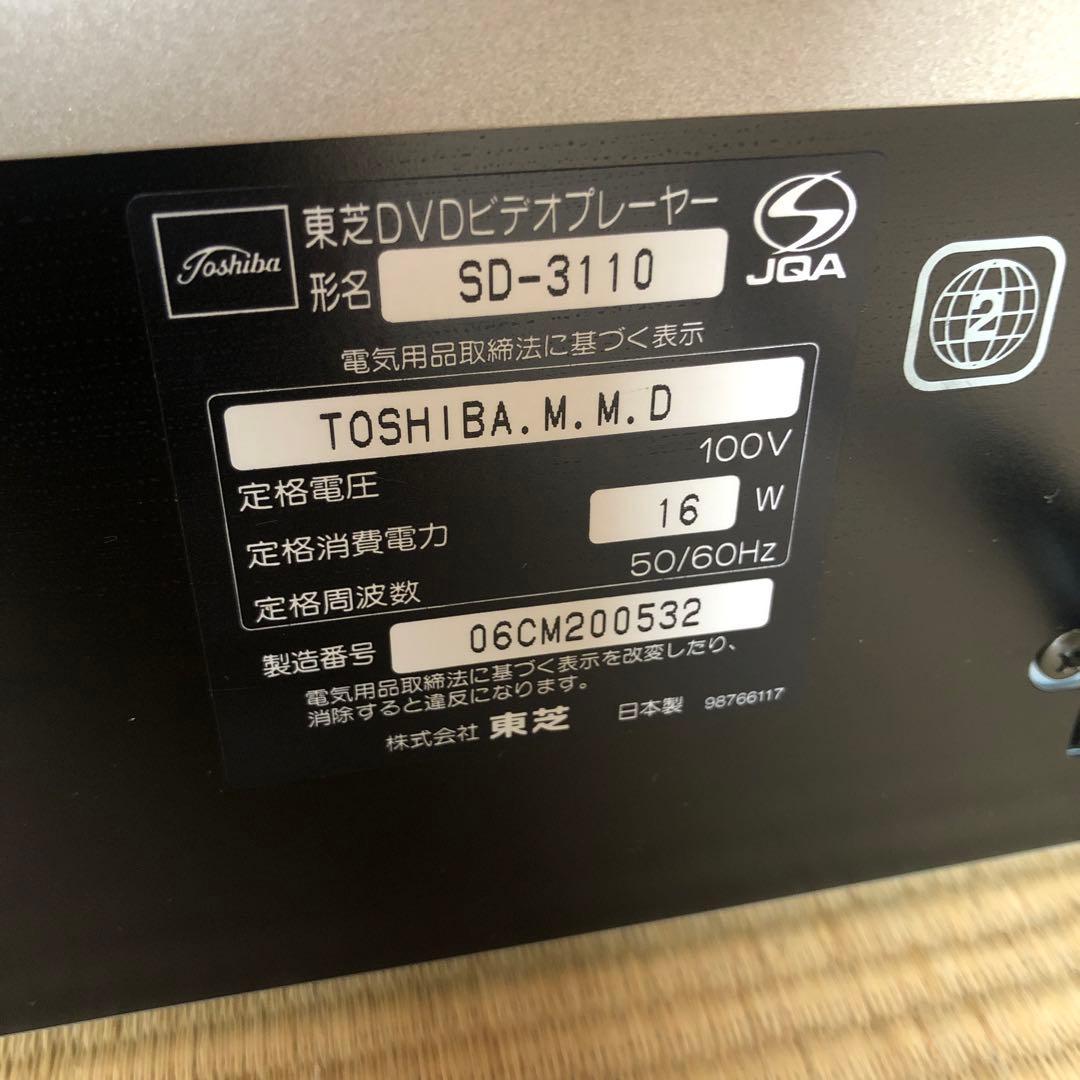 Toshiba
東芝DVDビデオプレーヤー
形名 SD-3110
JQA
2
電気用品取締法に基づく表示
TOSHIBA.M.M.D
定格電圧 100V
定格消費電力 16 W
定格周波数 50/60Hz
製造番号 06CM200532
電気用品取締法に基づく表示を改変したり、
消除すると違反になります。
株式会社 東芝 日本製 98766117